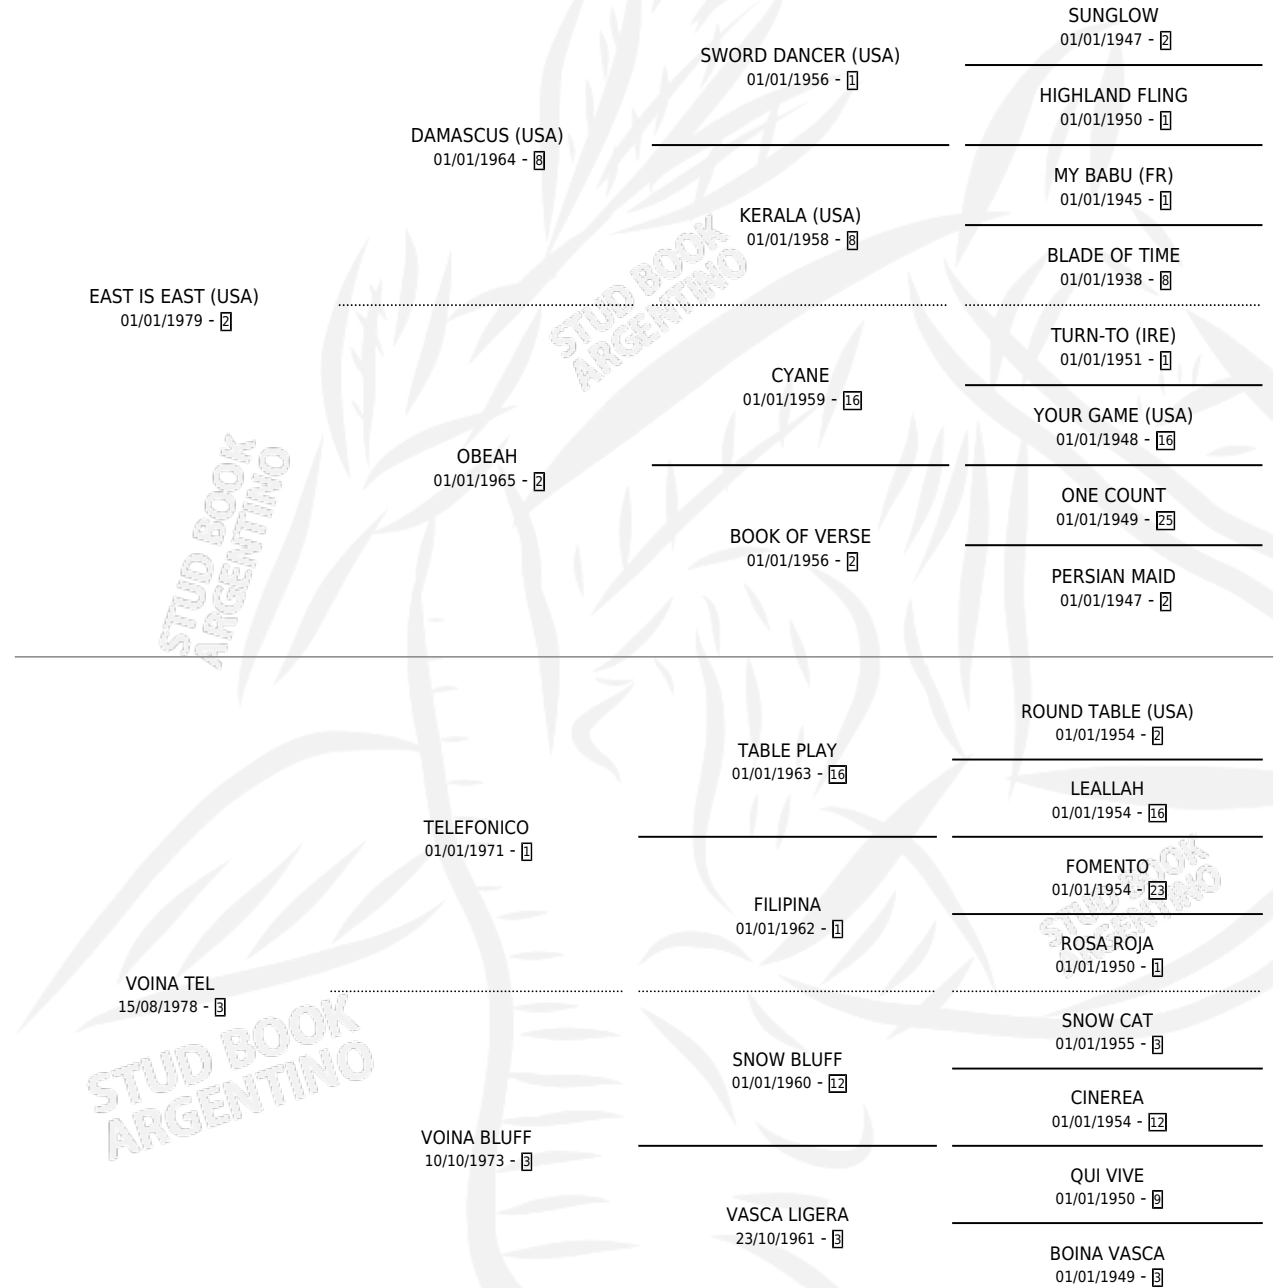 SUNGLOW
01/01/1947 - 2
SWORD DANCER (USA)
01/01/1956 - 1
HIGHLAND FLING
01/01/1950 - 1
DAMASCUS (USA)
01/01/1964 - 8
MY BABU (FR)
01/01/1945 - 1
KERALA (USA)
01/01/1958 - 8
BLADE OF TIME
01/01/1938 - 8
EAST IS EAST (USA)
01/01/1979 - 2
TURN-TO (IRE)
01/01/1951 - 1
CYANE
01/01/1959 - 16
YOUR GAME (USA)
01/01/1948 - 16
OBEAH
01/01/1965 - 2
ONE COUNT
01/01/1949 - 25
BOOK OF VERSE
01/01/1956 - 2
PERSIAN MAID
01/01/1947 - 2
ROUND TABLE (USA)
01/01/1954 - 2
TABLE PLAY
01/01/1963 - 16
LEALLAH
01/01/1954 - 16
TELEFONICO
01/01/1971 - 1
FOMENTO
01/01/1954 - 23
FILIPINA
01/01/1962 - 1
ROSA ROJA
01/01/1950 - 1
VOINA TEL
15/08/1978 - 3
SNOW CAT
01/01/1955 - 3
SNOW BLUFF
01/01/1960 - 12
CINEREA
01/01/1954 - 12
VOINA BLUFF
10/10/1973 - 3
QUI VIVE
01/01/1950 - 9
VASCA LIGERA
23/10/1961 - 3
BOINA VASCA
01/01/1949 - 3
STUD BOOK
ARGENTINO
STUD BOOK
ARGENTINO
STUD BOOK
ARGENTINO
STUD BOOK
ARGENTINO